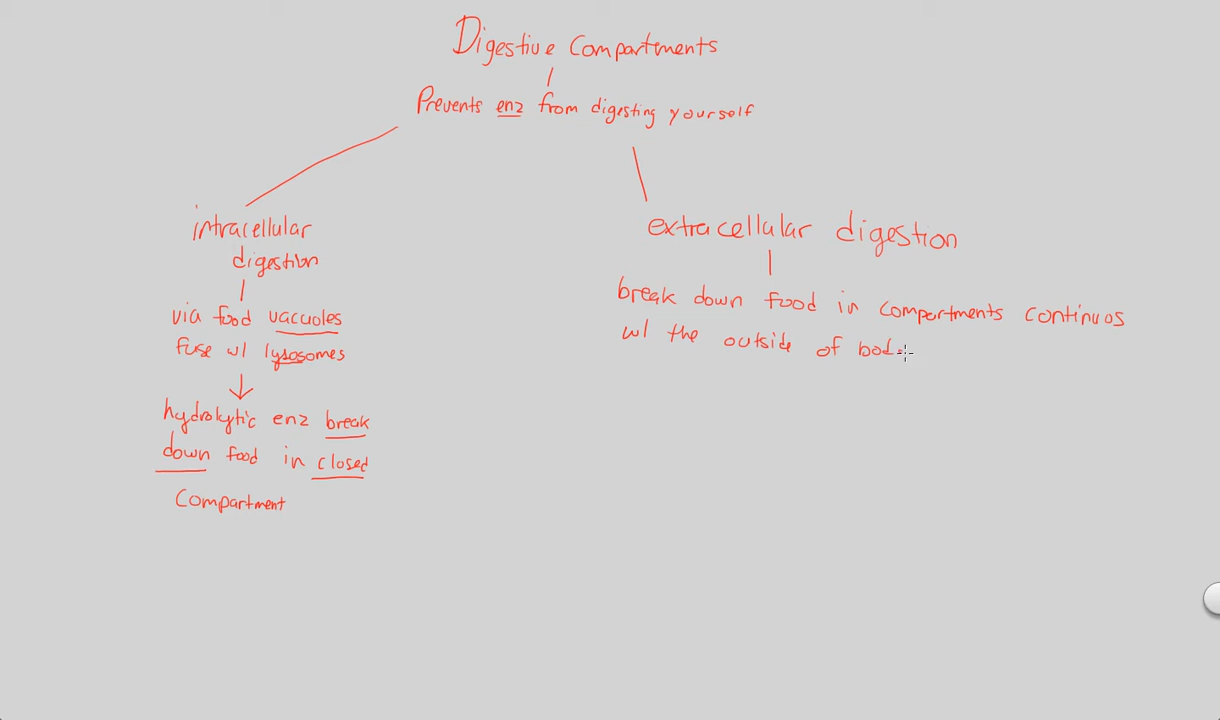 Digestive Compartments
Prevents enz from digesting yourself
intracellular
digestion
via food vacuoles
fuse w/ lysosomes
hydrolytic enz break
down food in closed
Compartment
extracellular digestion
break down food in compartments continuos
w/ the outside of bod